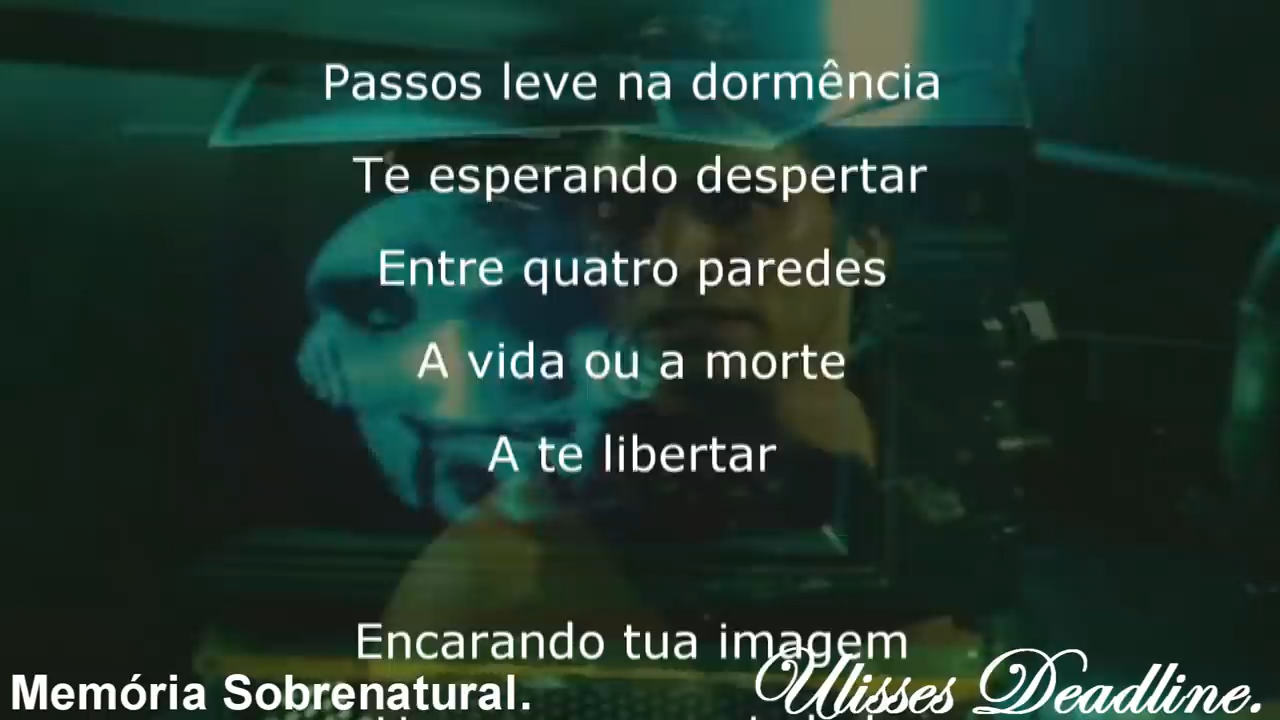 Passos leve na dormência
Te esperando despertar
Entre quatro paredes
A vida ou a morte
A te libertar
Encarando tua imagem
Memória Sobrenatural.
Ulisses Deadline.